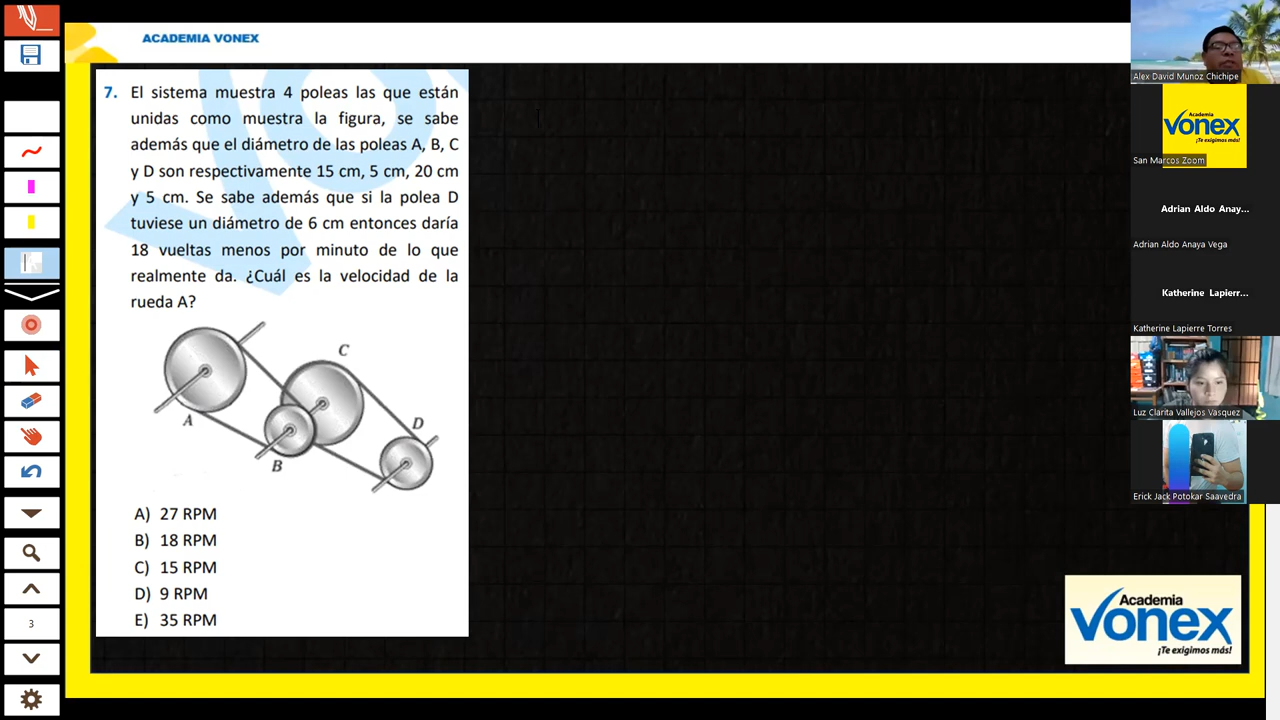 ACADEMIA VONEX
7. El sistema muestra 4 poleas las que están
unidas como muestra la figura, se sabe
además que el diámetro de las poleas A, B, C
y D son respectivamente 15 cm, 5 cm, 20 cm
y 5 cm. Se sabe además que si la polea D
tuviese un diámetro de 6 cm entonces daría
18 vueltas menos por minuto de lo que
realmente da. ¿Cuál es la velocidad de la
rueda A?
A
B
C
D
A) 27 RPM
B) 18 RPM
C) 15 RPM
D) 9 RPM
E) 35 RPM
3
Alex David Munoz Chichipe
Academia
vonex
¡Te exigimos más!
San Marcos Zoom
Adrian Aldo Anay...
Adrian Aldo Anaya Vega
Katherine Lapierr...
Katherine Lapierre Torres
Luz Clarita Vallejos Vasquez
Erick Jack Potokar Saavedra
Academia
vonex
¡Te exigimos más!